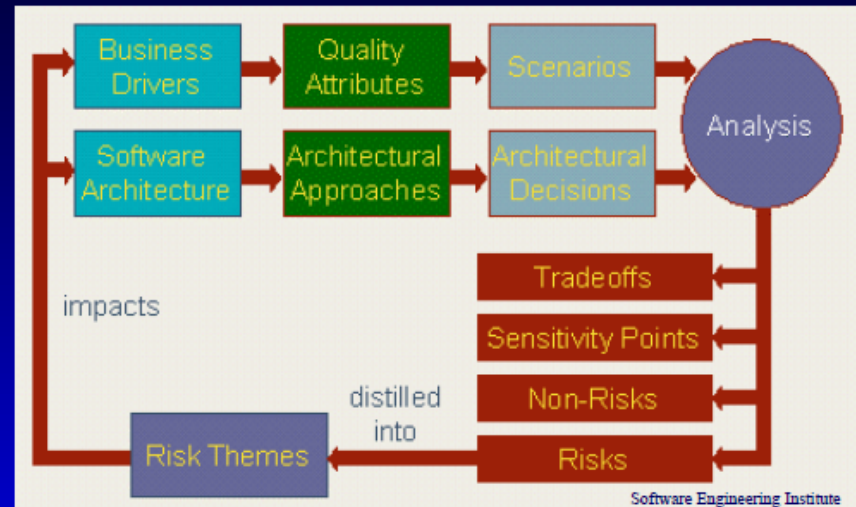 Business
Drivers
Quality
Attributes
Scenarios
Analysis
Software
Architecture
Architectural
Approaches
Architectural
Decisions
impacts
Tradeoffs
Sensitivity Points
Non-Risks
Risks
distilled
into
Risk Themes
Software Engineering Institute